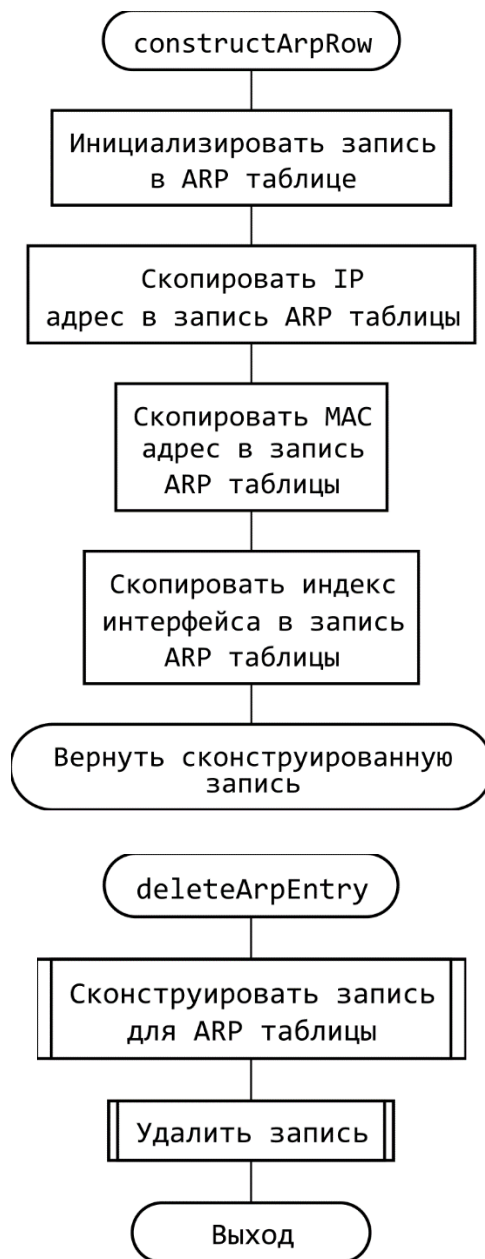 constructArpRow
Инициализировать запись
в ARP таблице
Скопировать IP
адрес в запись ARP таблицы
Скопировать MAC
адрес в запись
ARP таблицы
Скопировать индекс
интерфейса в запись
ARP таблицы
Вернуть сконструированную
запись
deleteArpEntry
Сконструировать запись
для ARP таблицы
Удалить запись
Выход